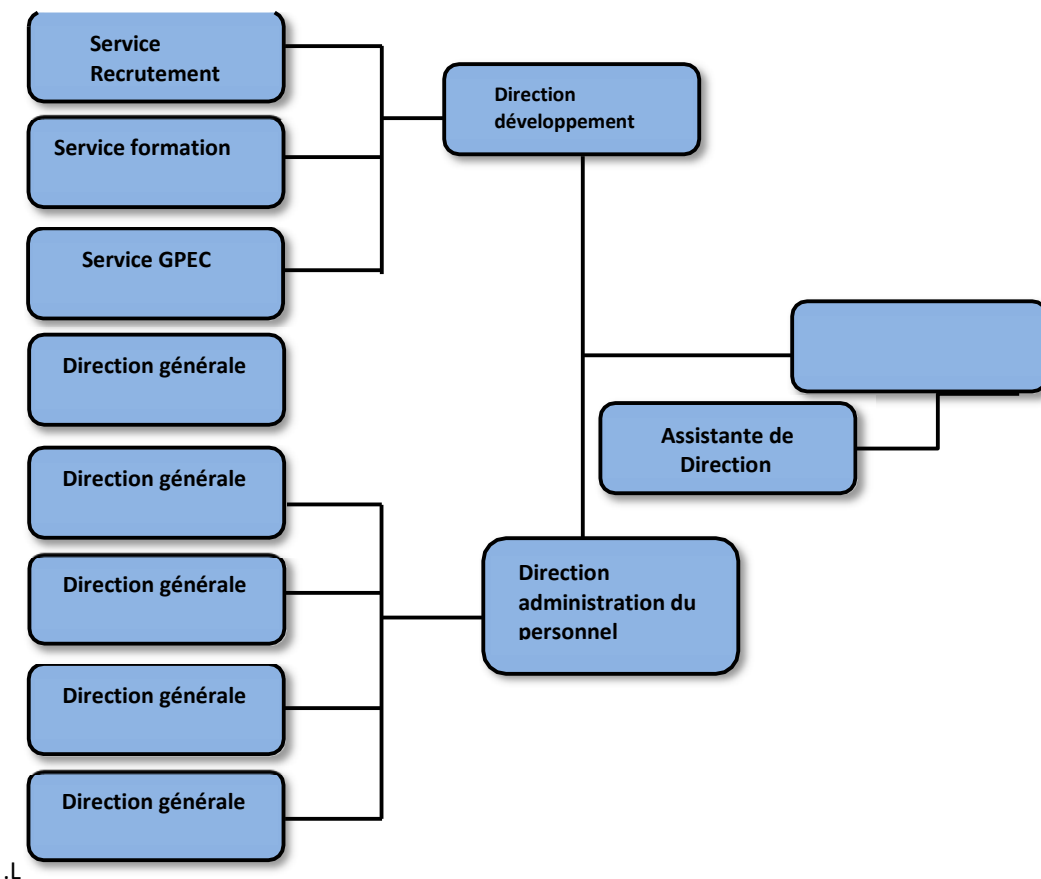 Service
Recrutement
Service formation
Service GPEC
Direction générale
Direction générale
Direction générale
Direction générale
Direction générale
Direction
développement
Assistante de
Direction
Direction
administration du
personnel
.L